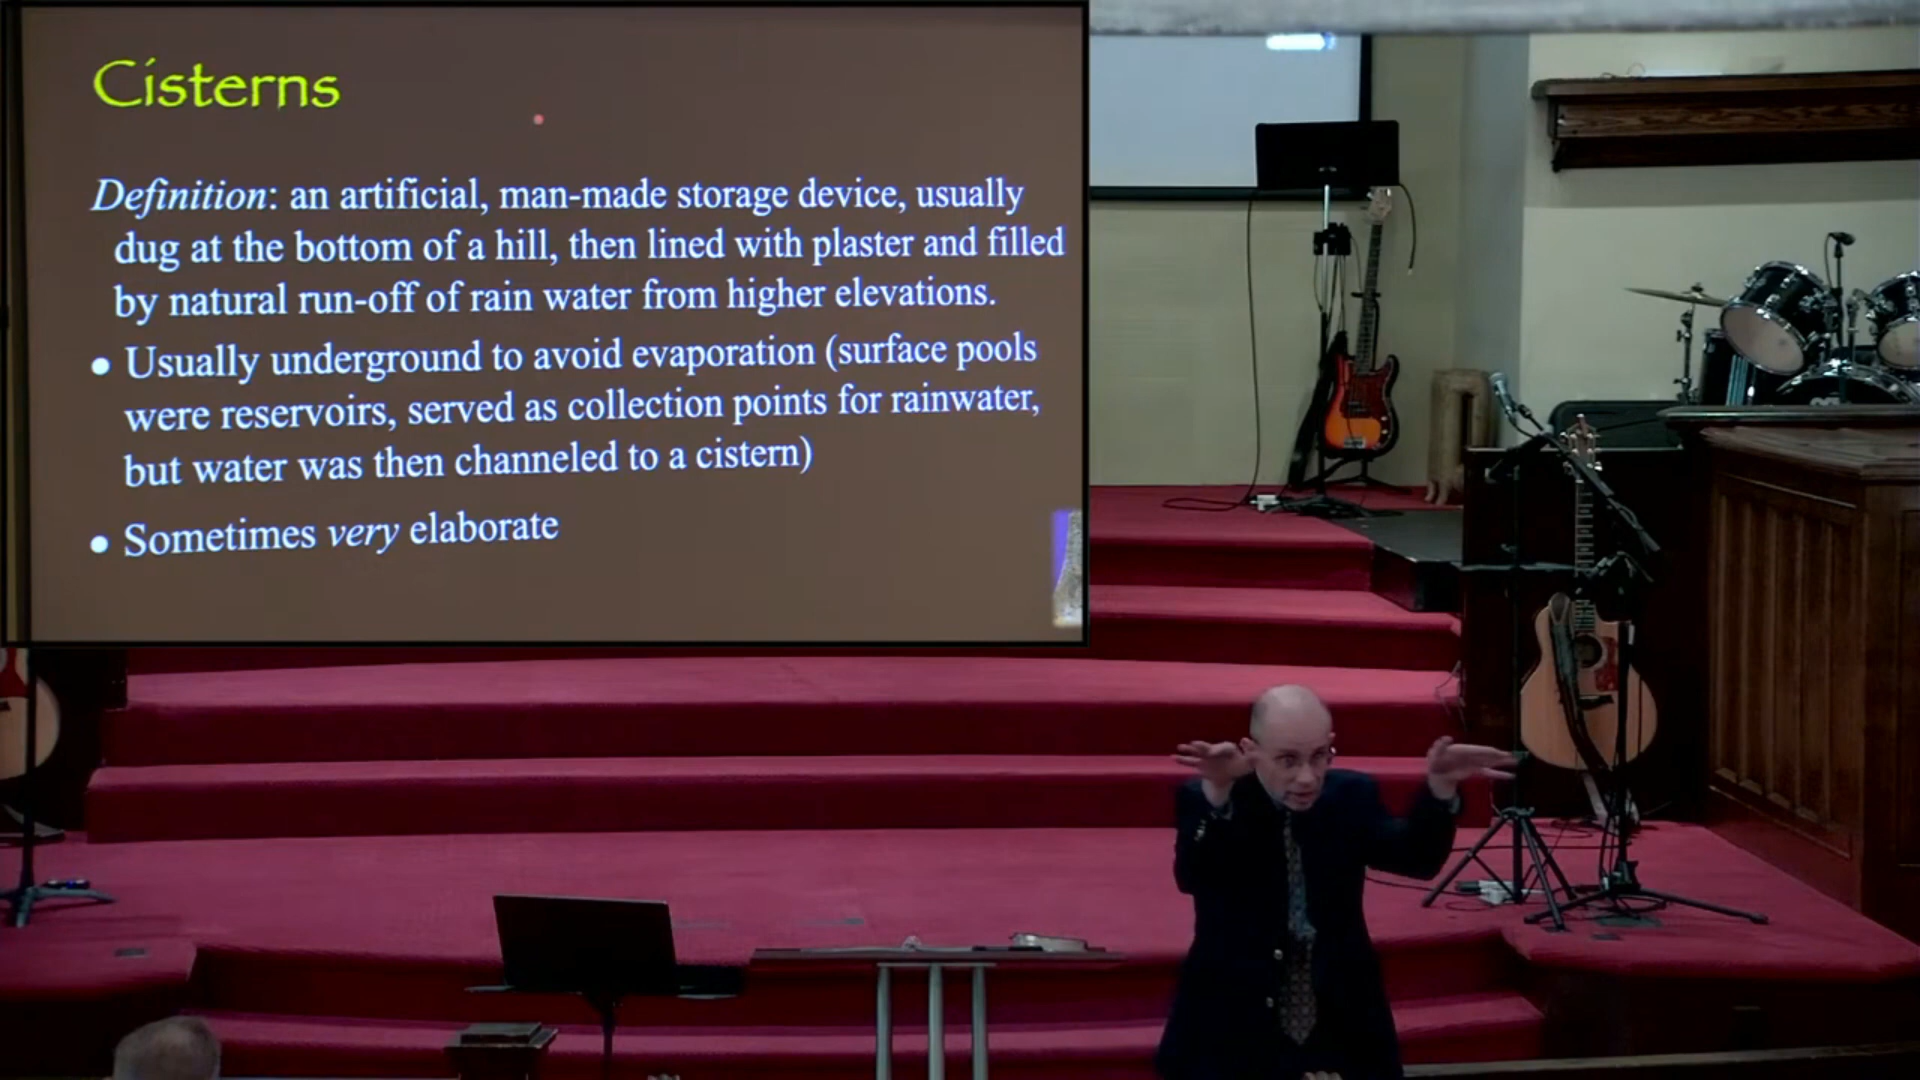 Cisterns
Definition: an artificial, man-made storage device, usually
dug at the bottom of a hill, then lined with plaster and filled
by natural run-off of rain water from higher elevations.
• Usually underground to avoid evaporation (surface pools
were reservoirs, served as collection points for rainwater,
but water was then channeled to a cistern)
• Sometimes very elaborate